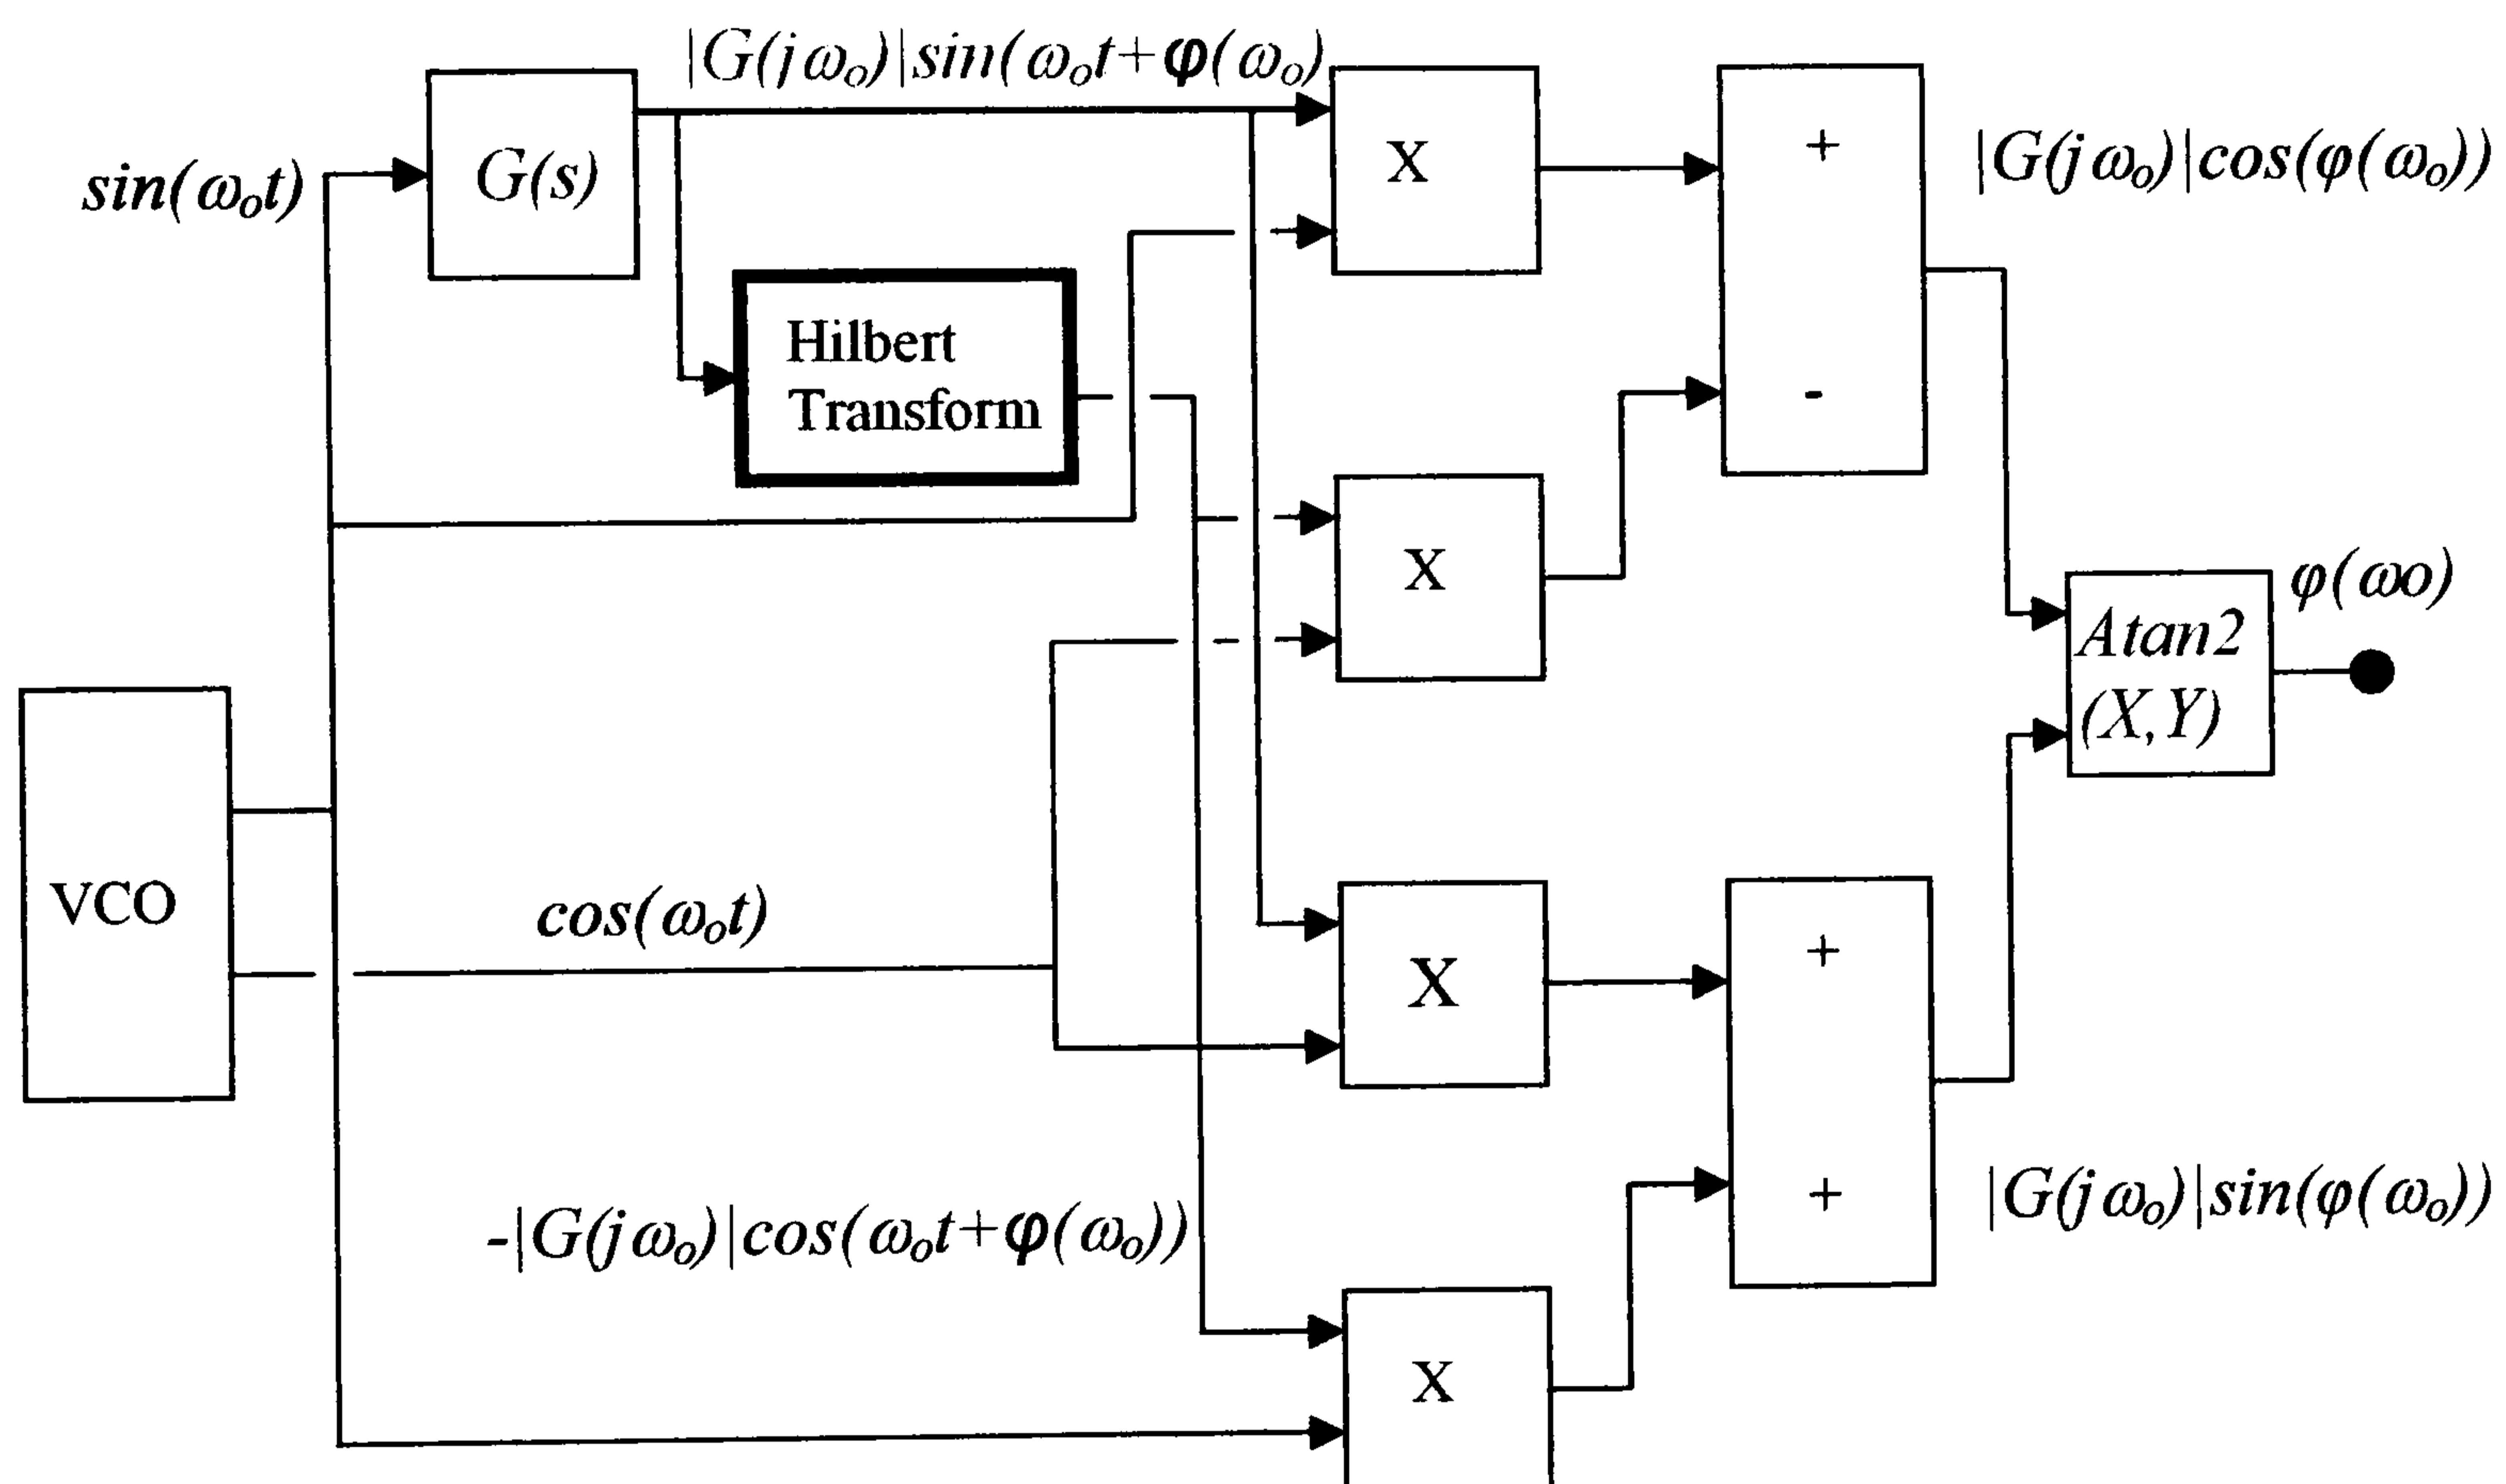 |G(jωₒ)|sin(ωₒt+φ(ωₒ)
sin(ωₒt)
G(s)
X
+
|G(jωₒ)|cos(φ(ωₒ))
Hilbert
Transform
-
X
φ(ωo)
Atan2
(X,Y)
VCO
cos(ωₒt)
X
+
-|G(jωₒ)|cos(ωₒt+φ(ωₒ))
+
|G(jωₒ)|sin(φ(ωₒ))
X